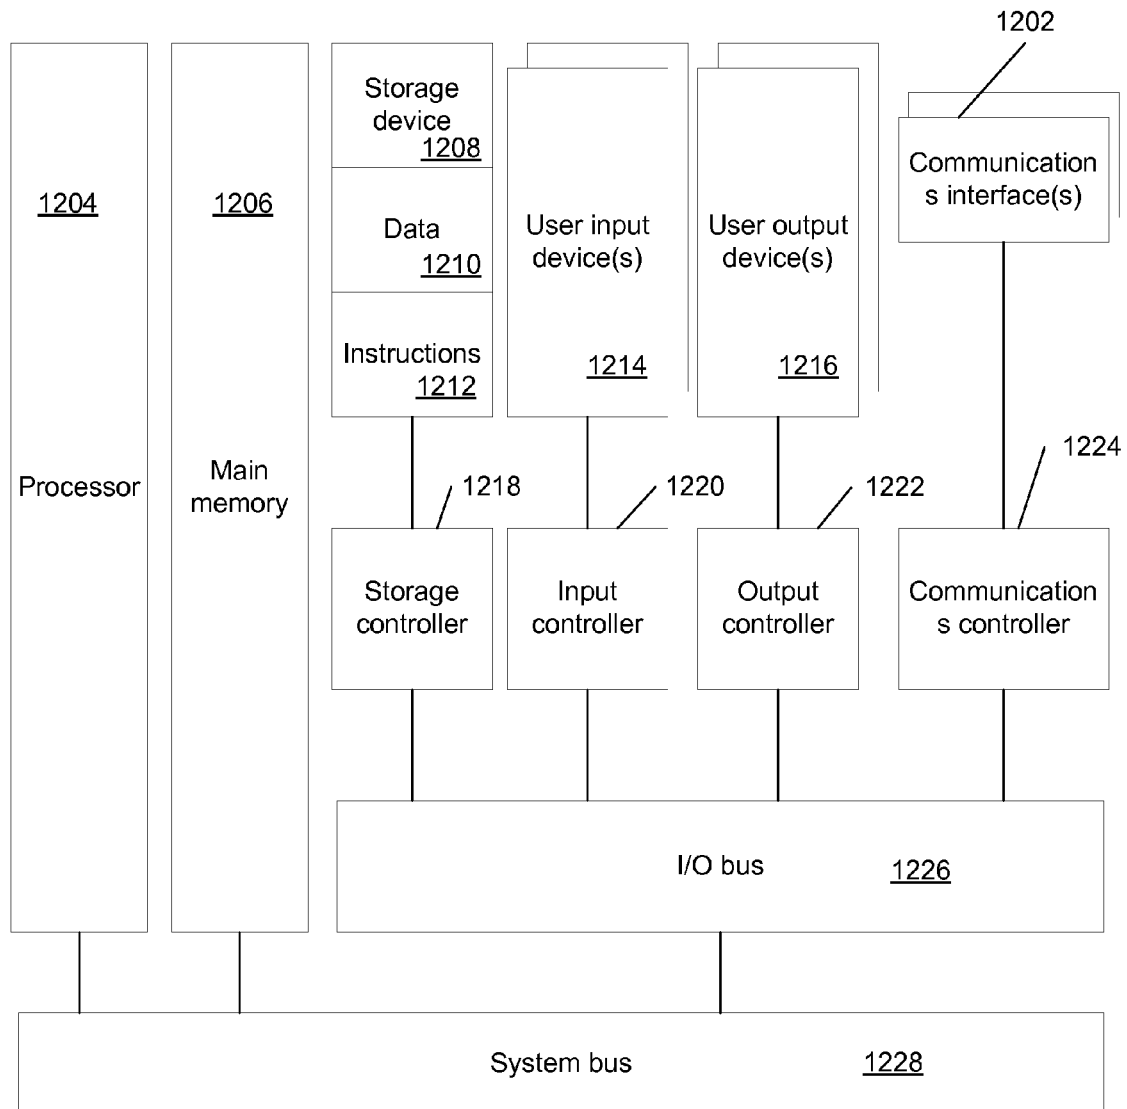 1202
Storage
device
1208
Communication
s interface(s)
1204
1206
Data
1210
User input
device(s)
User output
device(s)
Instructions
1212
1214
1216
Processor
Main
memory
1218
1220
1222
1224
Storage
controller
Input
controller
Output
controller
Communication
s controller
I/O bus
1226
System bus
1228